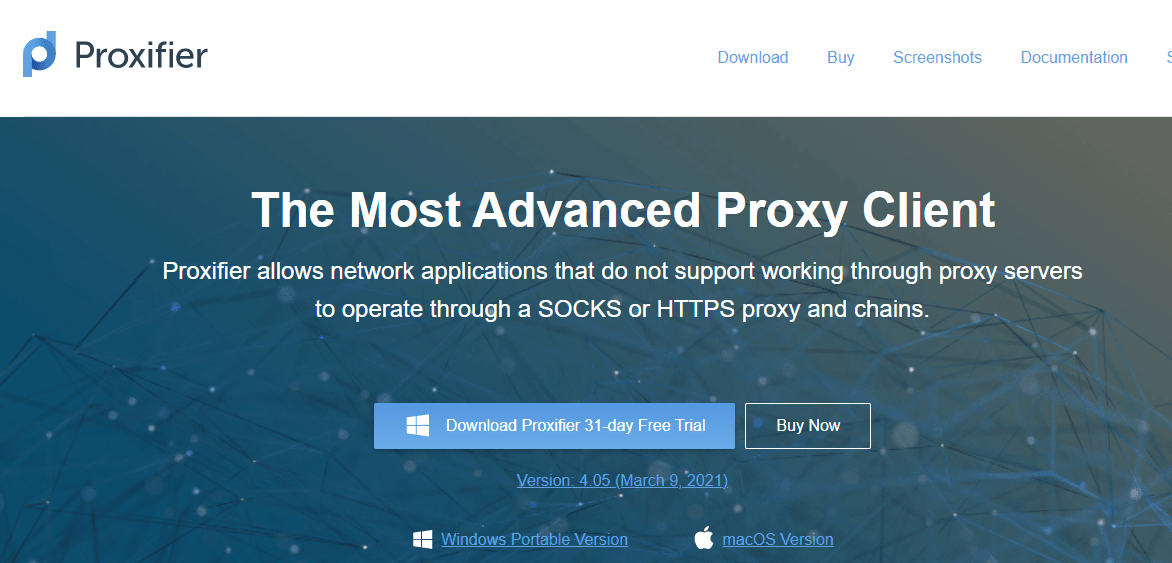 Proxifier
Download Buy Screenshots Documentation
The Most Advanced Proxy Client
Proxifier allows network applications that do not support working through proxy servers
to operate through a SOCKS or HTTPS proxy and chains.
Download Proxifier 31-day Free Trial Buy Now
Version: 4.05 (March 9, 2021)
Windows Portable Version macOS Version